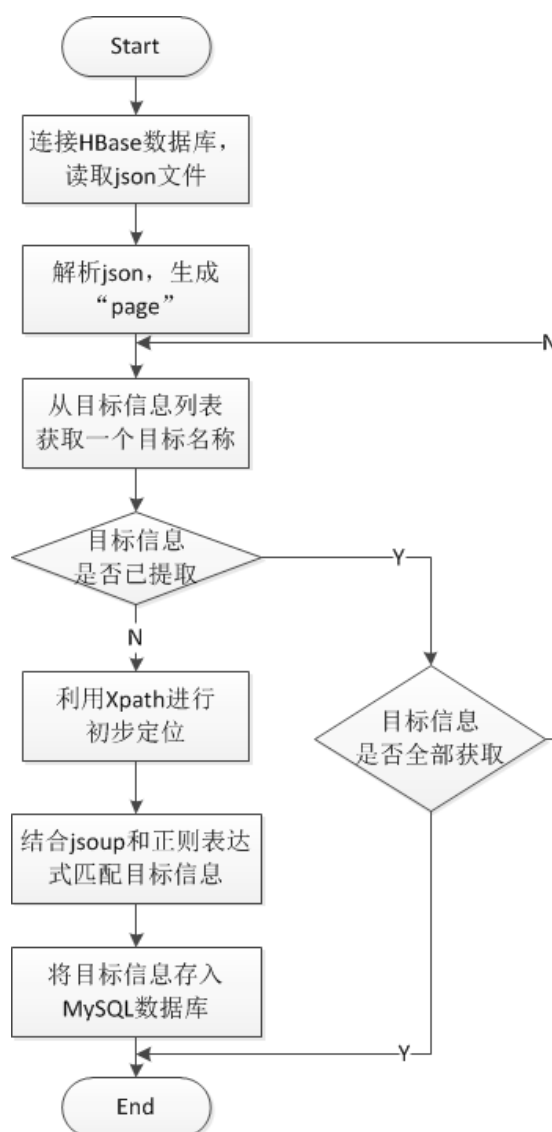 Start
连接HBase数据库，
读取json文件
解析json，生成
“page”
N
从目标信息列表
获取一个目标名称
目标信息
是否已提取
Y
N
利用Xpath进行
初步定位
目标信息
是否全部获取
结合jsoup和正则表达
式匹配目标信息
将目标信息存入
MySQL数据库
Y
End